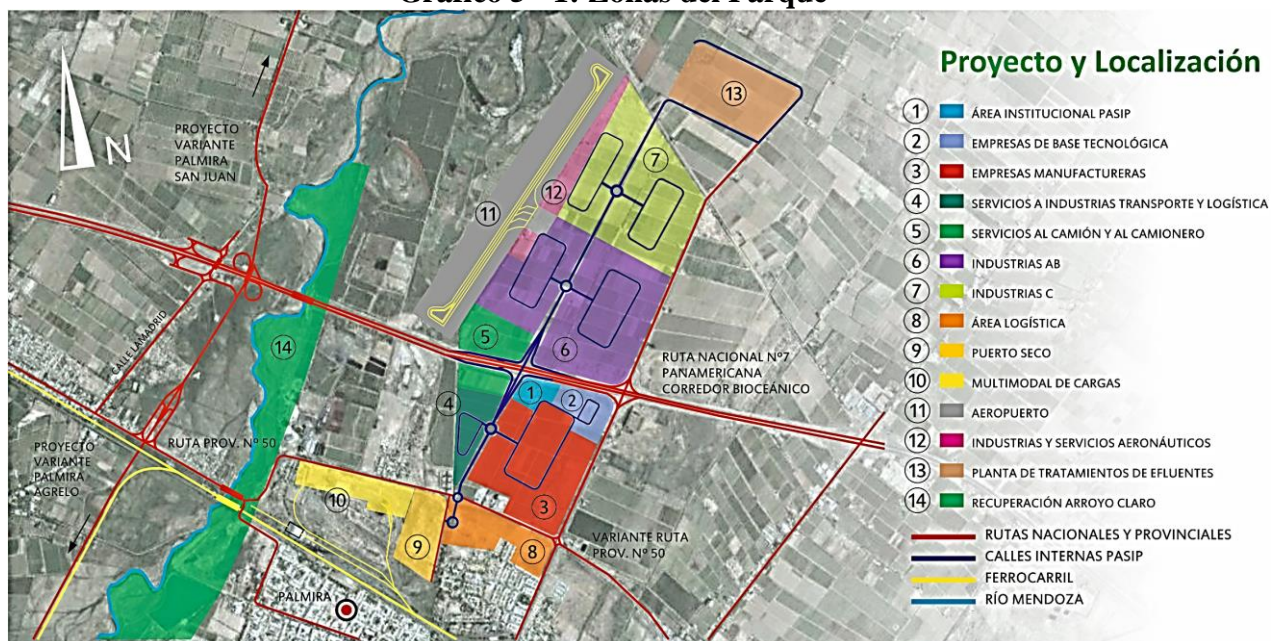 Gráfico 3 - 1: Zonas del Parque
Proyecto y Localización
1 ÁREA INSTITUCIONAL PASIP
2 EMPRESAS DE BASE TECNOLÓGICA
3 EMPRESAS MANUFACTURERAS
4 SERVICIOS A INDUSTRIAS TRANSPORTE Y LOGÍSTICA
5 SERVICIOS AL CAMIÓN Y AL CAMIONERO
6 INDUSTRIAS AB
7 INDUSTRIAS C
8 ÁREA LOGÍSTICA
9 PUERTO SECO
10 MULTIMODAL DE CARGAS
11 AEROPUERTO
12 INDUSTRIAS Y SERVICIOS AERONÁUTICOS
13 PLANTA DE TRATAMIENTOS DE EFLUENTES
14 RECUPERACIÓN ARROYO CLARO
RUTAS NACIONALES Y PROVINCIALES
CALLES INTERNAS PASIP
FERROCARRIL
RÍO MENDOZA
N
PROYECTO
VARIANTE
PALMIRA
SAN JUAN
13
7
12
11
CALLE LAMADRID
14
5
6
RUTA NACIONAL Nº7
PANAMERICANA
CORREDOR BIOCEÁNICO
1
2
4
PROYECTO
VARIANTE
PALMIRA
AGRELO
RUTA PROV. Nº 50
10
3
9
8
VARIANTE RUTA
PROV. Nº 50
PALMIRA